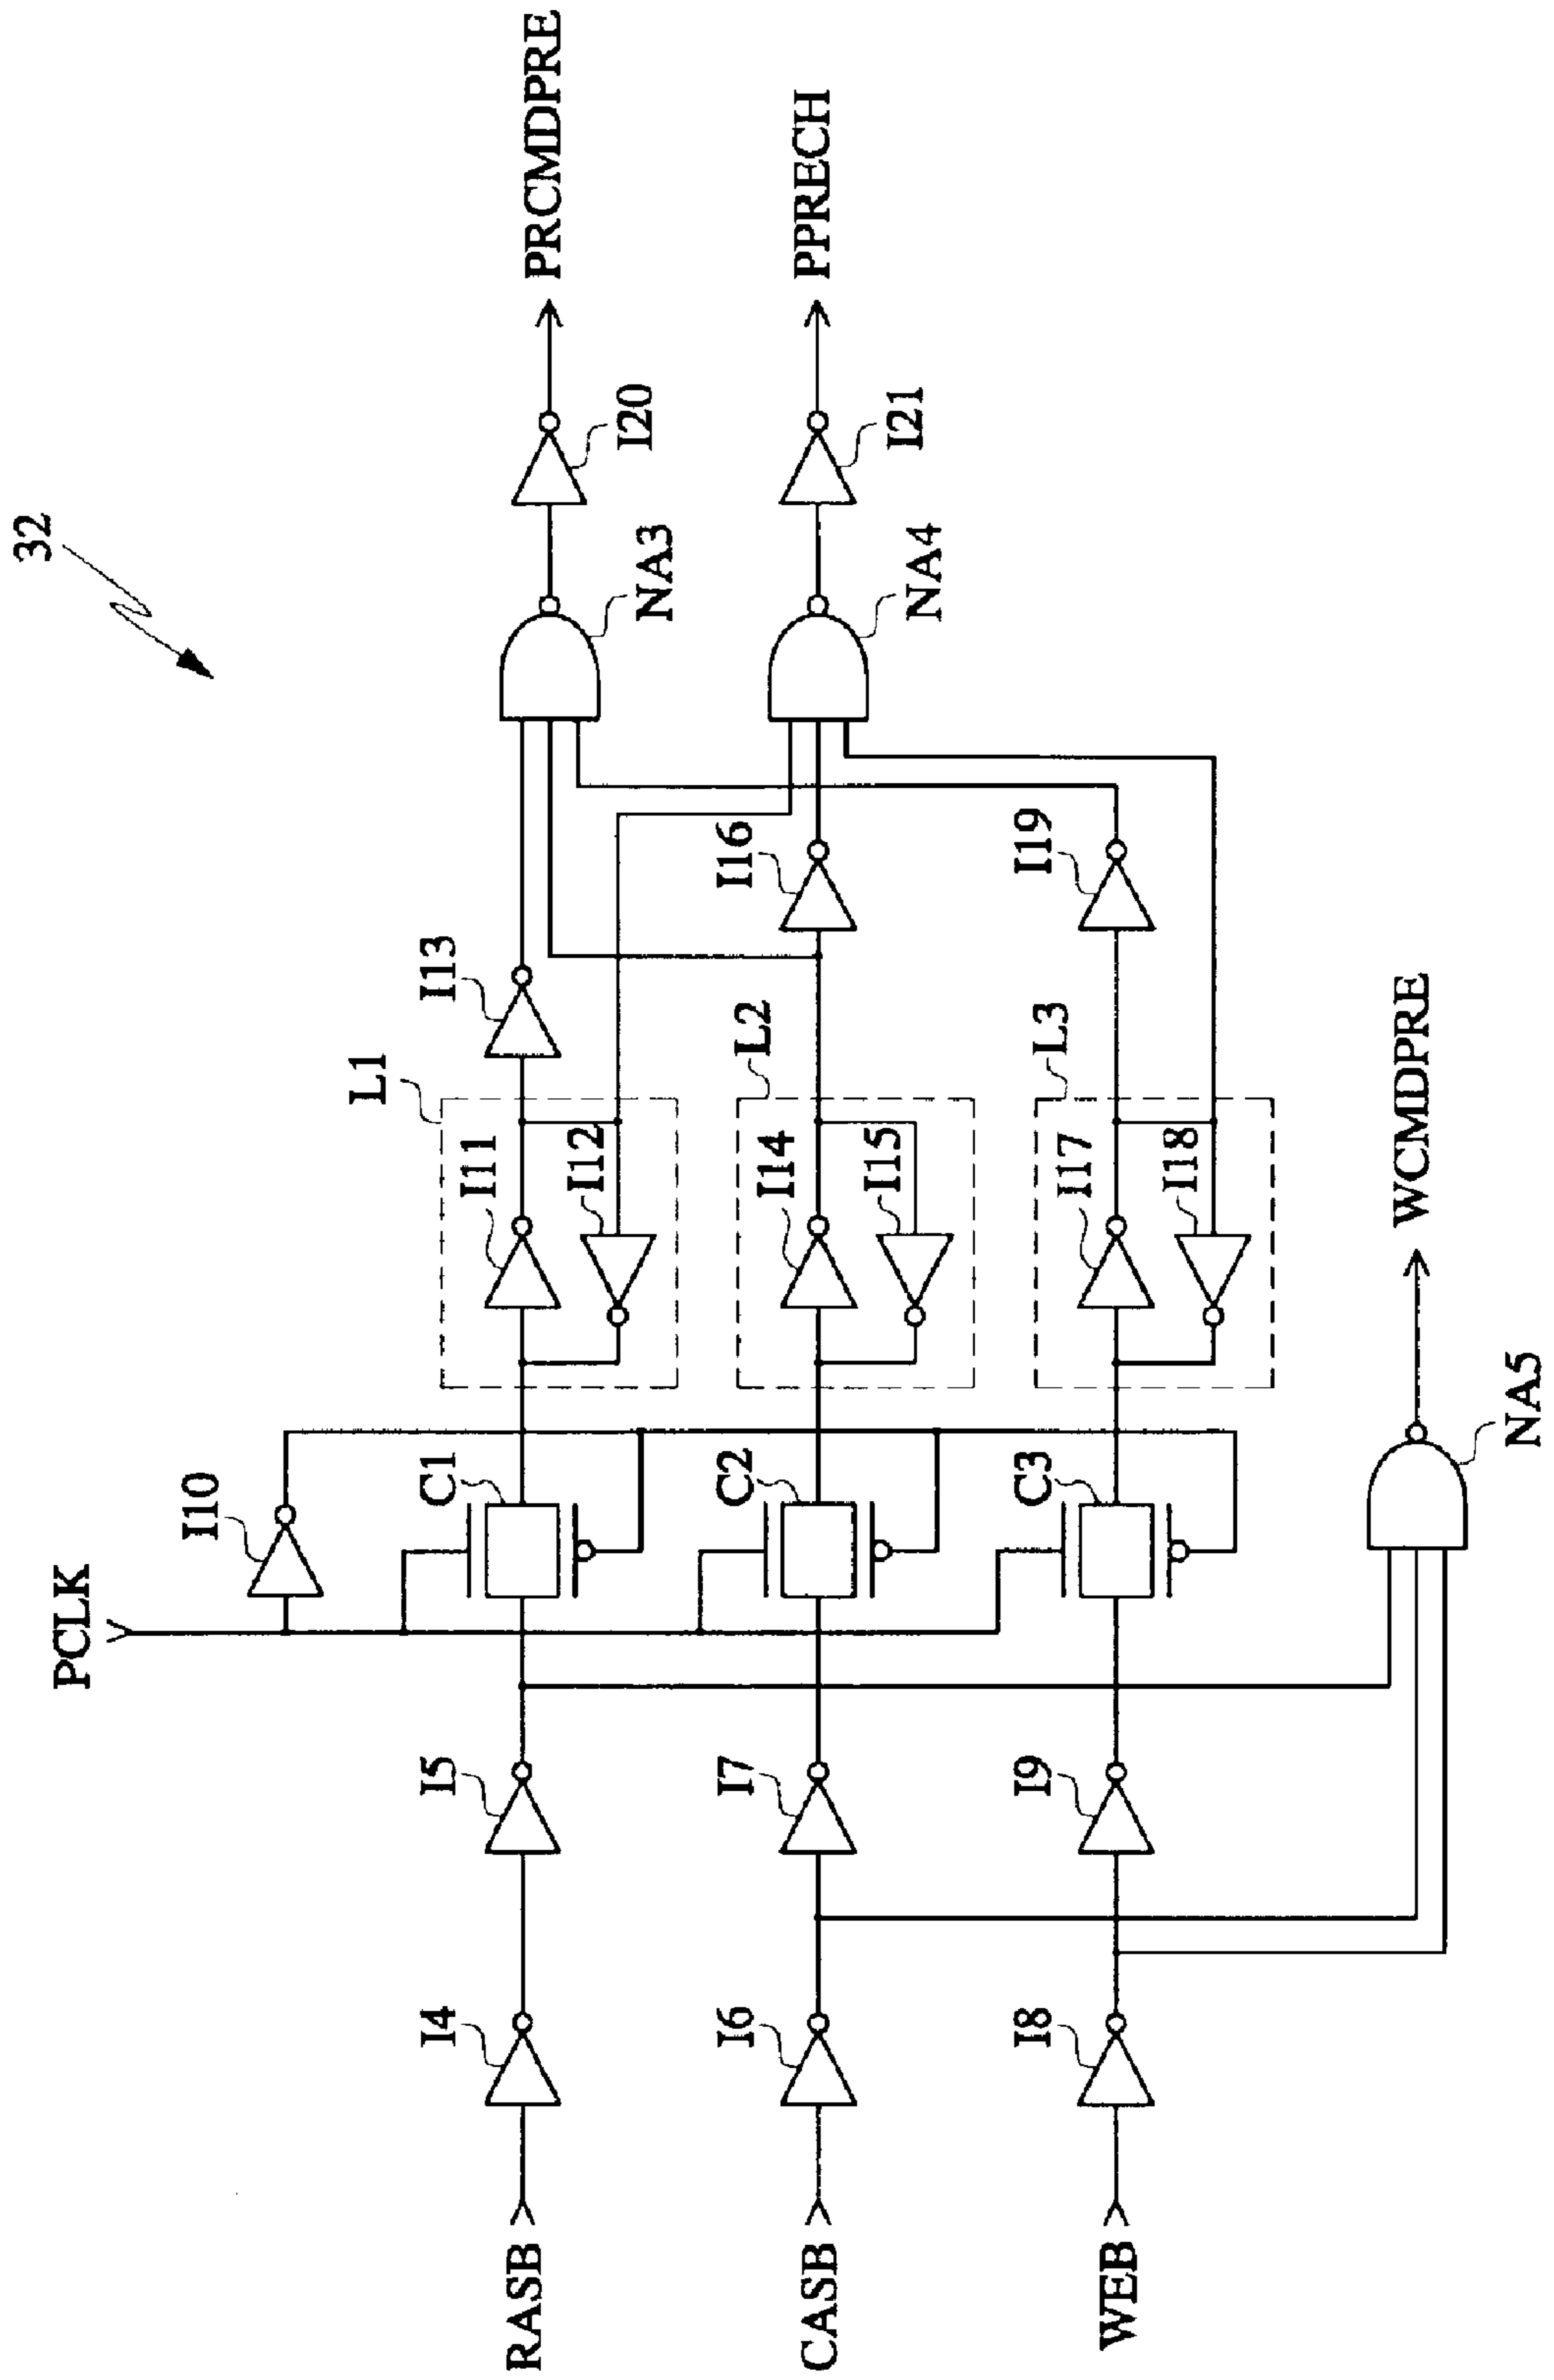 32
PCLK
I10
RASB
I4
I5
C1
L1
I11
I12
I13
NA3
I20
PRCMDPRE
CASB
I6
I7
C2
L2
I14
I15
I16
NA4
I21
PPRECH
WEB
I8
I9
C3
L3
I17
I18
I19
NA5
WCMDPRE